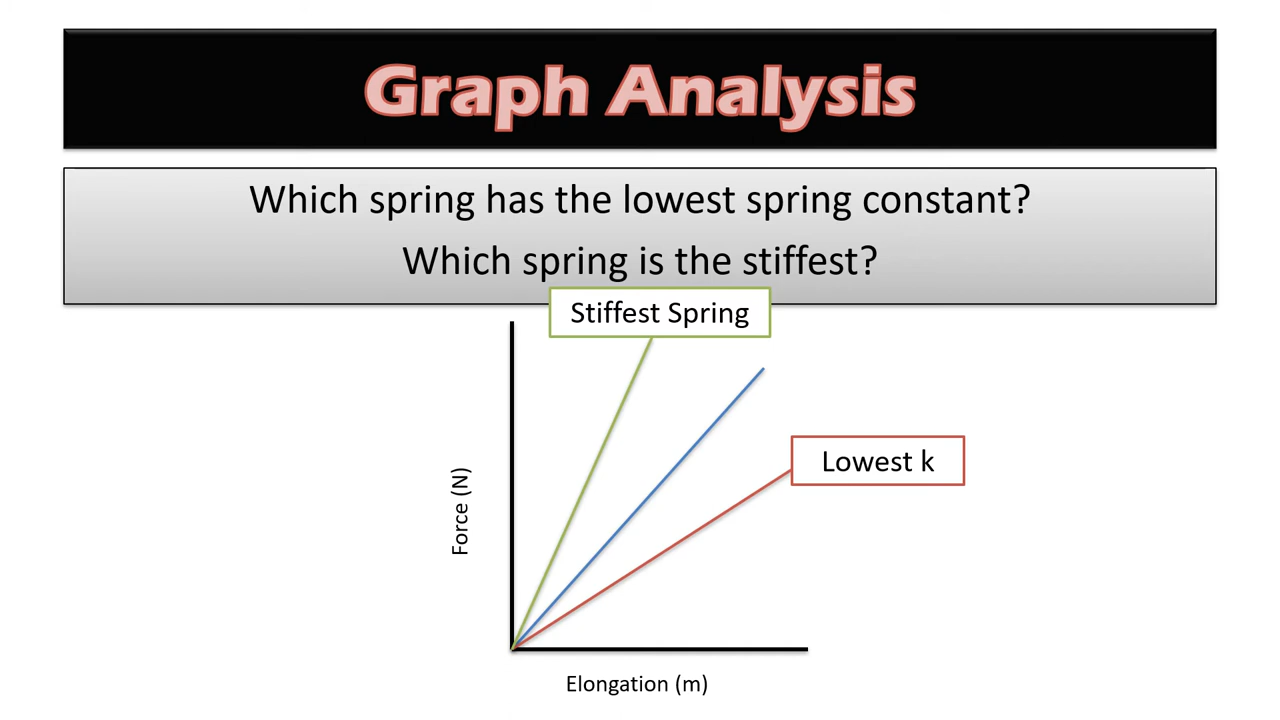 Graph Analysis
Which spring has the lowest spring constant?
Which spring is the stiffest?
Stiffest Spring
Lowest k
Force (N)
Elongation (m)